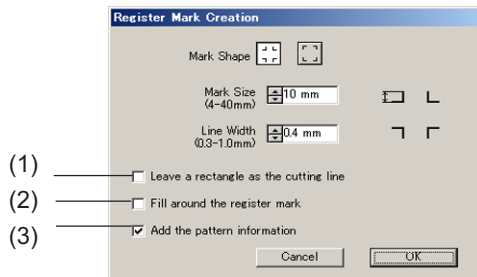 Register Mark Creation
Mark Shape
Mark Size
(4-40mm)
10 mm
Line Width
(0.3-1.0mm)
0.4 mm
(1)
Leave a rectangle as the cutting line
(2)
Fill around the register mark
(3)
Add the pattern information
Cancel
OK